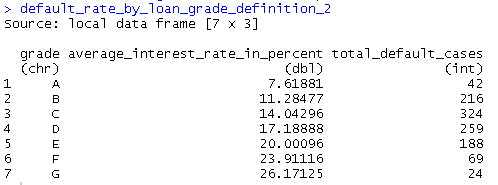 > default_rate_by_loan_grade_definition_2
Source: local data frame [7 x 3]
grade average_interest_rate_in_percent total_default_cases
(chr) (dbl) (int)
1 A 7.61881 42
2 B 11.28477 216
3 C 14.04296 324
4 D 17.18888 259
5 E 20.00096 188
6 F 23.91116 69
7 G 26.17125 24